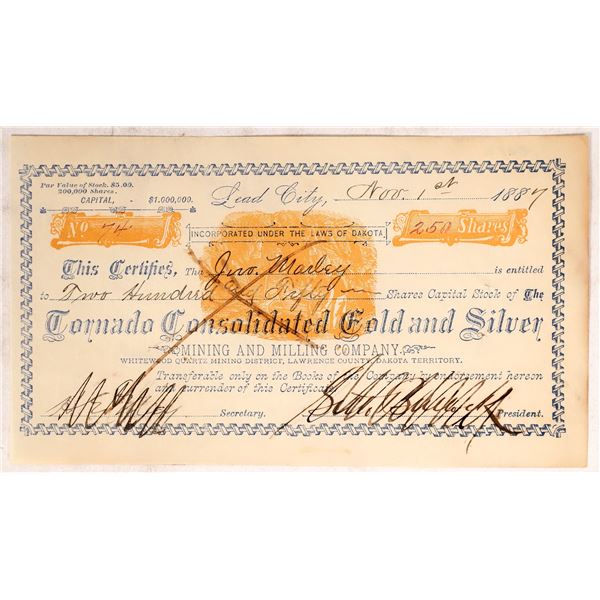 Par Value of Stock. $5.00.
200,000 Shares.
CAPITAL, - $1.000,000.
Lead City, Nov. 1st 1887
No 74
INCORPORATED UNDER THE LAWS OF DAKOTA
250 Shares
This Certifies, Tha Jno. Marley is entitled
to Two Hundred and Fifty Shares Capital Stock of The
Tornado Consolidated Gold and Silver
MINING AND MILLING COMPANY.
WHITEWOOD QUARTZ MINING DISTRICT, LAWRENCE COUNTY, DAKOTA TERRITORY.
Transferable only on the Books of the Company by endorsement hereon
and surrender of this Certificate
Secretary. President.